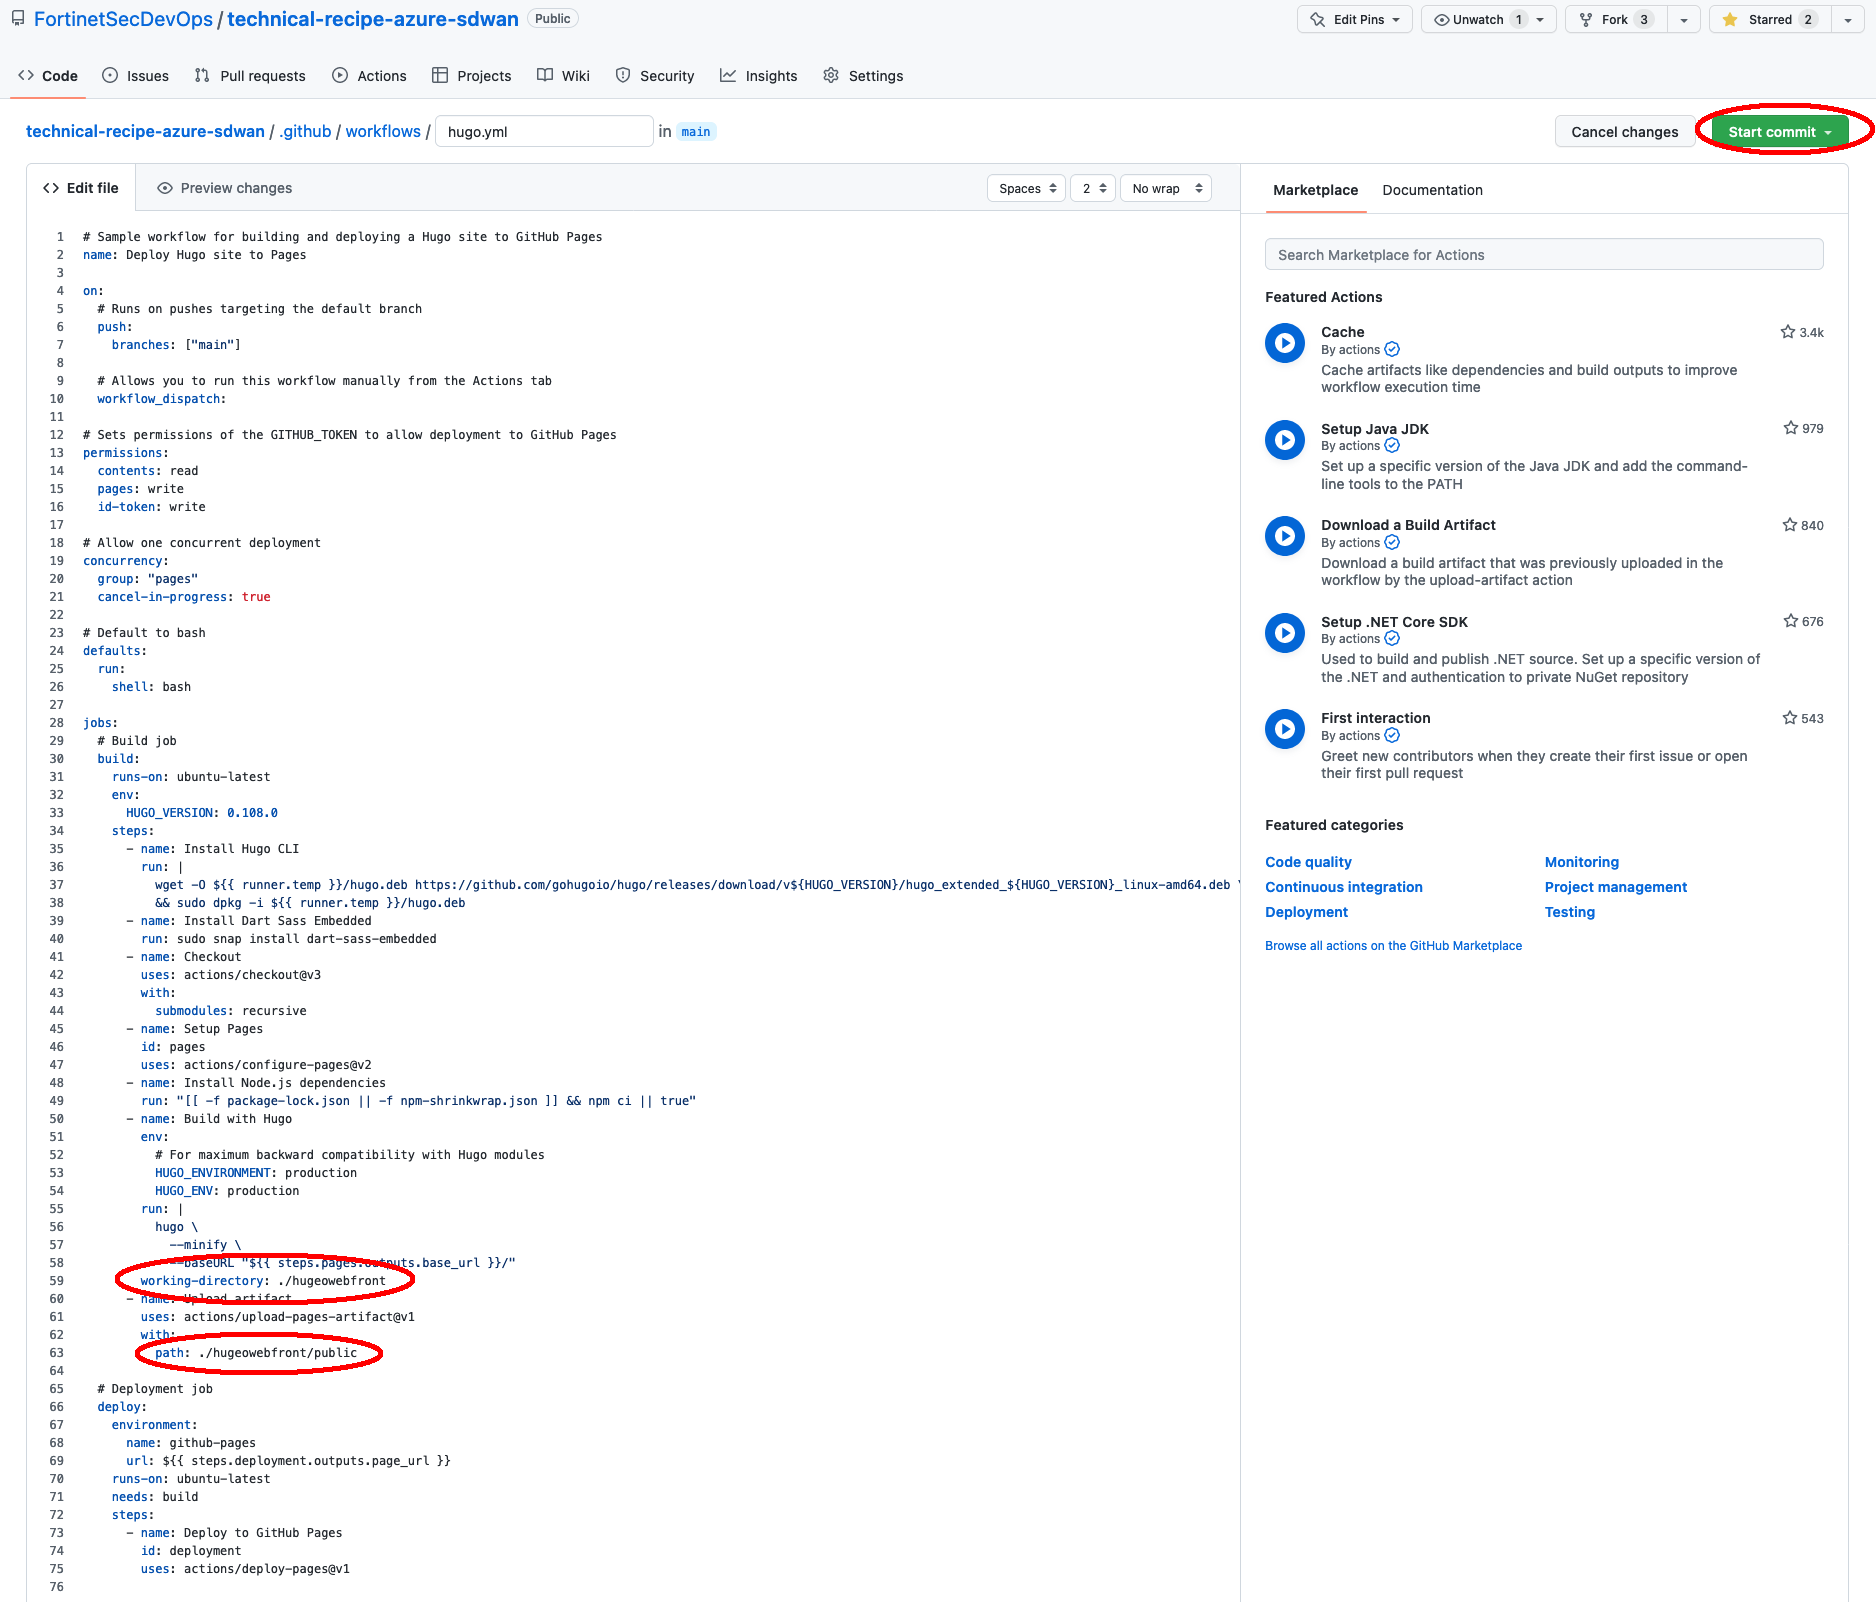 FortinetSecDevOps / technical-recipe-azure-sdwan Public
Edit Pins
Unwatch 1
Fork 3
Starred 2
Code
Issues
Pull requests
Actions
Projects
Wiki
Security
Insights
Settings
technical-recipe-azure-sdwan / .github / workflows / hugo.yml in main
Cancel changes
Start commit
Edit file
Preview changes
Spaces
2
No wrap
1 # Sample workflow for building and deploying a Hugo site to GitHub Pages
2 name: Deploy Hugo site to Pages
3
4 on:
5 # Runs on pushes targeting the default branch
6 push:
7 branches: ["main"]
8
9 # Allows you to run this workflow manually from the Actions tab
10 workflow_dispatch:
11
12 # Sets permissions of the GITHUB_TOKEN to allow deployment to GitHub Pages
13 permissions:
14 contents: read
15 pages: write
16 id-token: write
17
18 # Allow one concurrent deployment
19 concurrency:
20 group: "pages"
21 cancel-in-progress: true
22
23 # Default to bash
24 defaults:
25 run:
26 shell: bash
27
28 jobs:
29 # Build job
30 build:
31 runs-on: ubuntu-latest
32 env:
33 HUGO_VERSION: 0.108.0
34 steps:
35 - name: Install Hugo CLI
36 run: |
37 wget -O ${{ runner.temp }}/hugo.deb https://github.com/gohugoio/hugo/releases/download/v${HUGO_VERSION}/hugo_extended_${HUGO_VERSION}_linux-amd64.deb \
38 && sudo dpkg -i ${{ runner.temp }}/hugo.deb
39 - name: Install Dart Sass Embedded
40 run: sudo snap install dart-sass-embedded
41 - name: Checkout
42 uses: actions/checkout@v3
43 with:
44 submodules: recursive
45 - name: Setup Pages
46 id: pages
47 uses: actions/configure-pages@v2
48 - name: Install Node.js dependencies
49 run: "[[ -f package-lock.json || -f npm-shrinkwrap.json ]] && npm ci || true"
50 - name: Build with Hugo
51 env:
52 # For maximum backward compatibility with Hugo modules
53 HUGO_ENVIRONMENT: production
54 HUGO_ENV: production
55 run: |
56 hugo \
57 --minify \
58 --baseURL "${{ steps.pages.outputs.base_url }}/"
59 working-directory: ./hugeowebfront
60 - name: Upload artifact
61 uses: actions/upload-pages-artifact@v1
62 with:
63 path: ./hugeowebfront/public
64
65 # Deployment job
66 deploy:
67 environment:
68 name: github-pages
69 url: ${{ steps.deployment.outputs.page_url }}
70 runs-on: ubuntu-latest
71 needs: build
72 steps:
73 - name: Deploy to GitHub Pages
74 id: deployment
75 uses: actions/deploy-pages@v1
76
Marketplace
Documentation
Search Marketplace for Actions
Featured Actions
Cache 3.4k
By actions
Cache artifacts like dependencies and build outputs to improve
workflow execution time
Setup Java JDK 979
By actions
Set up a specific version of the Java JDK and add the command-
line tools to the PATH
Download a Build Artifact 840
By actions
Download a build artifact that was previously uploaded in the
workflow by the upload-artifact action
Setup .NET Core SDK 676
By actions
Used to build and publish .NET source. Set up a specific version of
the .NET and authentication to private NuGet repository
First interaction 543
By actions
Greet new contributors when they create their first issue or open
their first pull request
Featured categories
Code quality
Monitoring
Continuous integration
Project management
Deployment
Testing
Browse all actions on the GitHub Marketplace